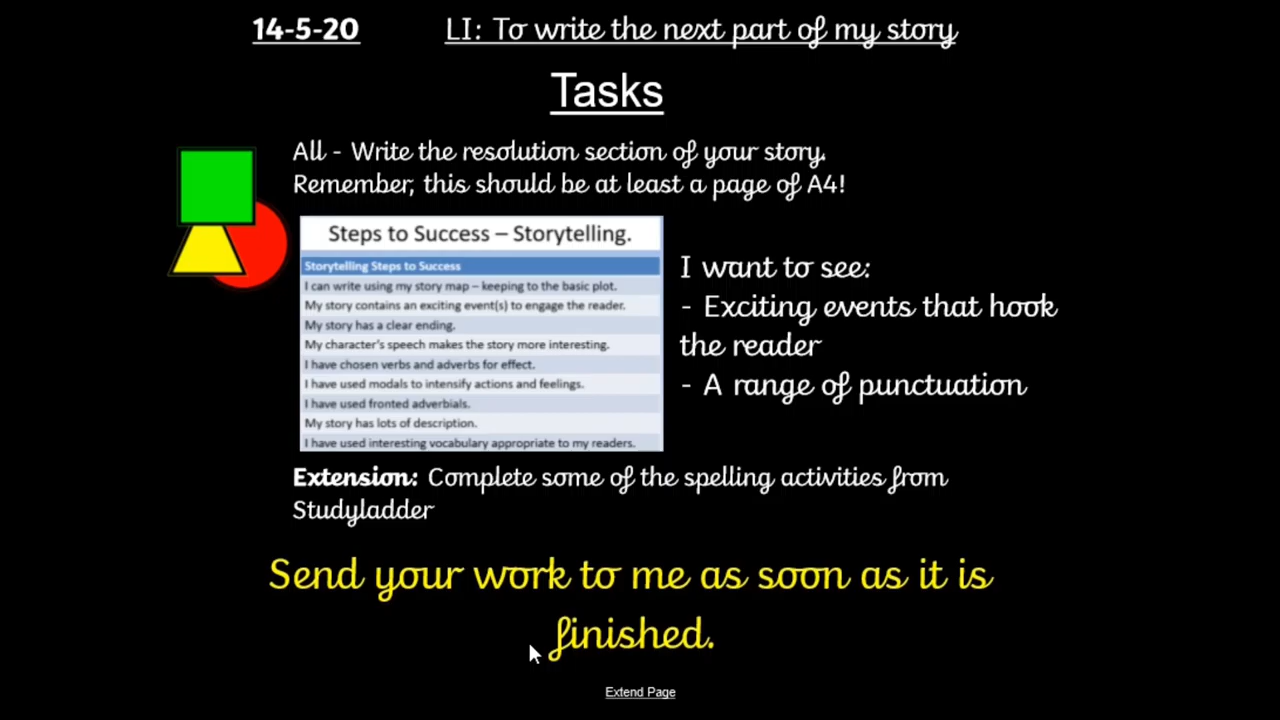 14-5-20 LI: To write the next part of my story
Tasks
All - Write the resolution section of your story.
Remember, this should be at least a page of A4!
Steps to Success – Storytelling.
Storytelling Steps to Success
I can write using my story map – keeping to the basic plot.
My story contains an exciting event(s) to engage the reader.
My story has a clear ending.
My character's speech makes the story more interesting.
I have chosen verbs and adverbs for effect.
I have used modals to intensify actions and feelings.
I have used fronted adverbials.
My story has lots of description.
I have used interesting vocabulary appropriate to my readers.
I want to see:
- Exciting events that hook
the reader
- A range of punctuation
Extension: Complete some of the spelling activities from
Studyladder
Send your work to me as soon as it is
finished.
Extend Page